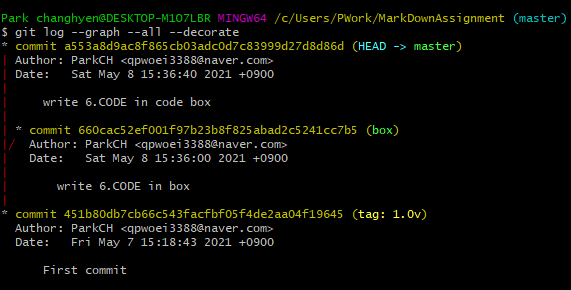 Park changhyen@DESKTOP-M1O7LBR MINGW64 /c/Users/PWork/MarkDownAssignment (master)
$ git log --graph --all --decorate
* commit a553a8d9ac8f865cb03adc0d7c83999d27d8d86d (HEAD -> master)
| Author: ParkCH <qpwoei3388@naver.com>
| Date:   Sat May 8 15:36:40 2021 +0900
|
|     write 6.CODE in code box
|
| * commit 660cac52ef001f97b23b8f825abad2c5241cc7b5 (box)
|/  Author: ParkCH <qpwoei3388@naver.com>
|   Date:   Sat May 8 15:36:00 2021 +0900
|
|       write 6.CODE in box
|
* commit 451b80db7cb66c543facfbf05f4de2aa04f19645 (tag: 1.0v)
  Author: ParkCH <qpwoei3388@naver.com>
  Date:   Fri May 7 15:18:43 2021 +0900

      First commit